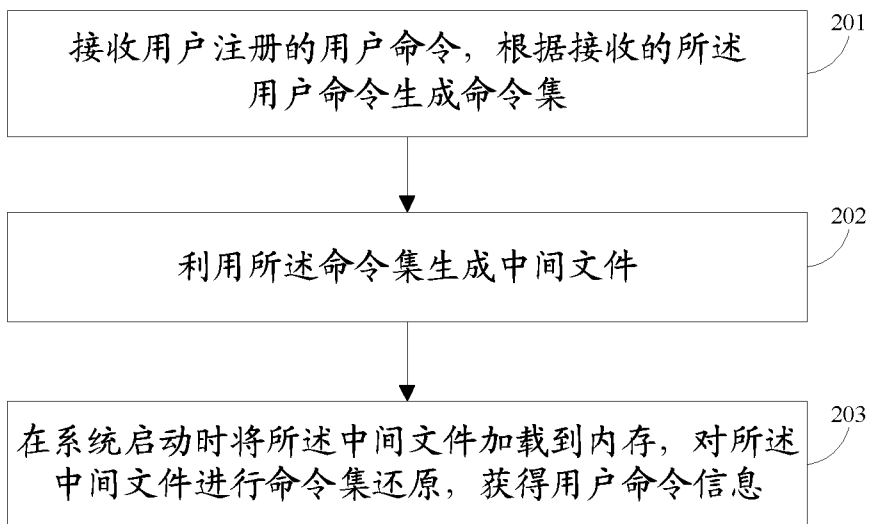 接收用户注册的用户命令，根据接收的所述
用户命令生成命令集
201
利用所述命令集生成中间文件
202
在系统启动时将所述中间文件加载到内存，对所述
中间文件进行命令集还原，获得用户命令信息
203